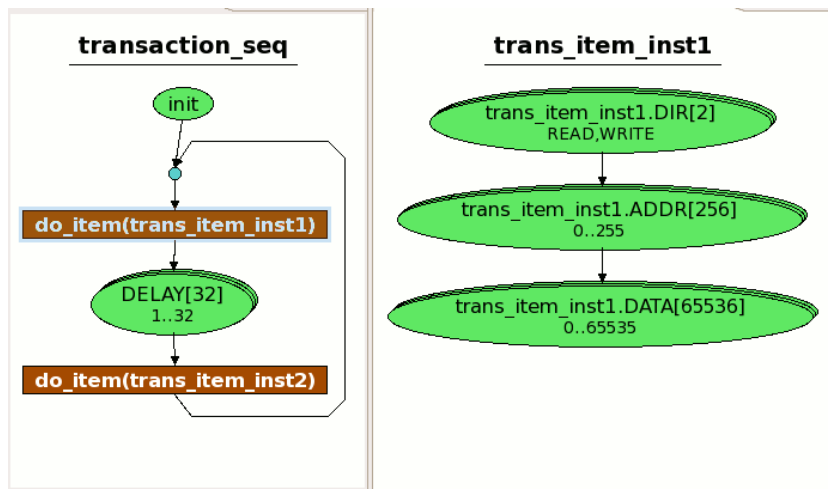 transaction_seq
init
do_item(trans_item_inst1)
DELAY[32]
1..32
do_item(trans_item_inst2)
trans_item_inst1
trans_item_inst1.DIR[2]
READ,WRITE
trans_item_inst1.ADDR[256]
0..255
trans_item_inst1.DATA[65536]
0..65535